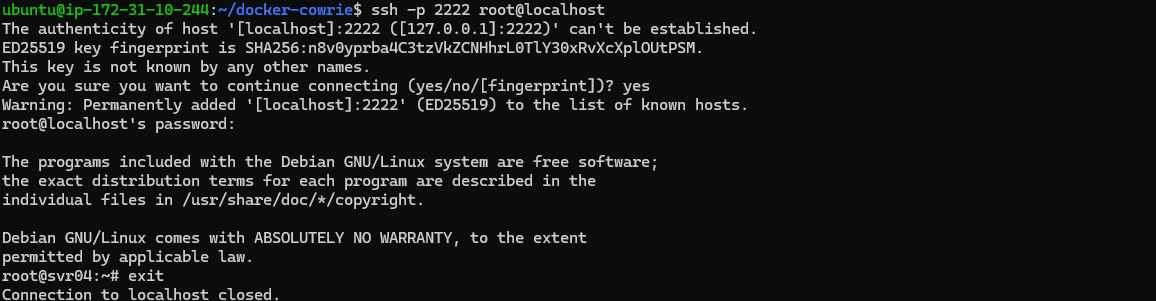 ubuntu@ip-172-31-10-244:~/docker-cowrie$ ssh -p 2222 root@localhost
The authenticity of host '[localhost]:2222 ([127.0.0.1]:2222)' can't be established.
ED25519 key fingerprint is SHA256:n8v0yprba4C3tzVkZCNHhrL0TlY30xRvXcXplOUtPSM.
This key is not known by any other names.
Are you sure you want to continue connecting (yes/no/[fingerprint])? yes
Warning: Permanently added '[localhost]:2222' (ED25519) to the list of known hosts.
root@localhost's password:
The programs included with the Debian GNU/Linux system are free software;
the exact distribution terms for each program are described in the
individual files in /usr/share/doc/*/copyright.
Debian GNU/Linux comes with ABSOLUTELY NO WARRANTY, to the extent
permitted by applicable law.
root@svr04:~# exit
Connection to localhost closed.